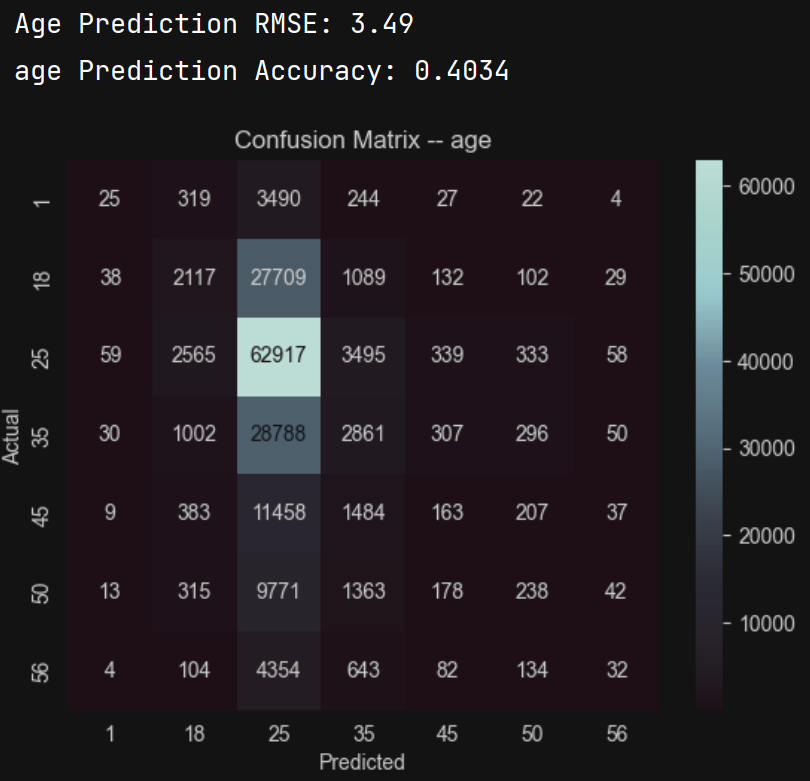 Age Prediction RMSE: 3.49
age Prediction Accuracy: 0.4034
Confusion Matrix -- age
1 25 319 3490 244 27 22 4
18 38 2117 27709 1089 132 102 29
25 59 2565 62917 3495 339 333 58
35 30 1002 28788 2861 307 296 50
45 9 383 11458 1484 163 207 37
50 13 315 9771 1363 178 238 42
56 4 104 4354 643 82 134 32
1 18 25 35 45 50 56
Predicted
Actual
60000
50000
40000
30000
20000
10000